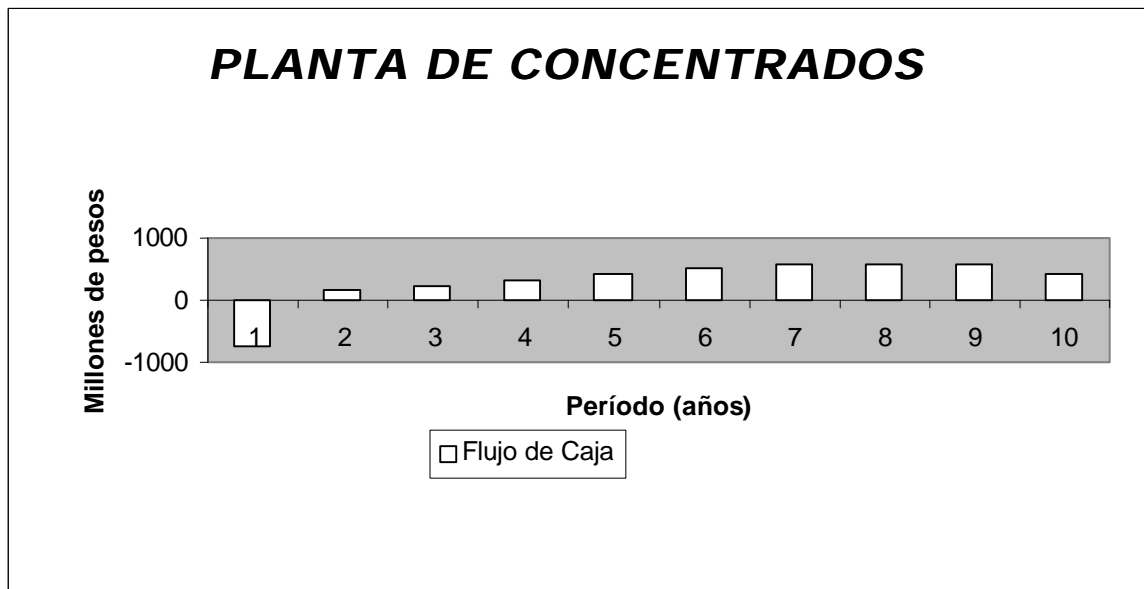 PLANTA DE CONCENTRADOS
Millones de pesos
1000
0
-1000
1 2 3 4 5 6 7 8 9 10
Período (años)
Flujo de Caja